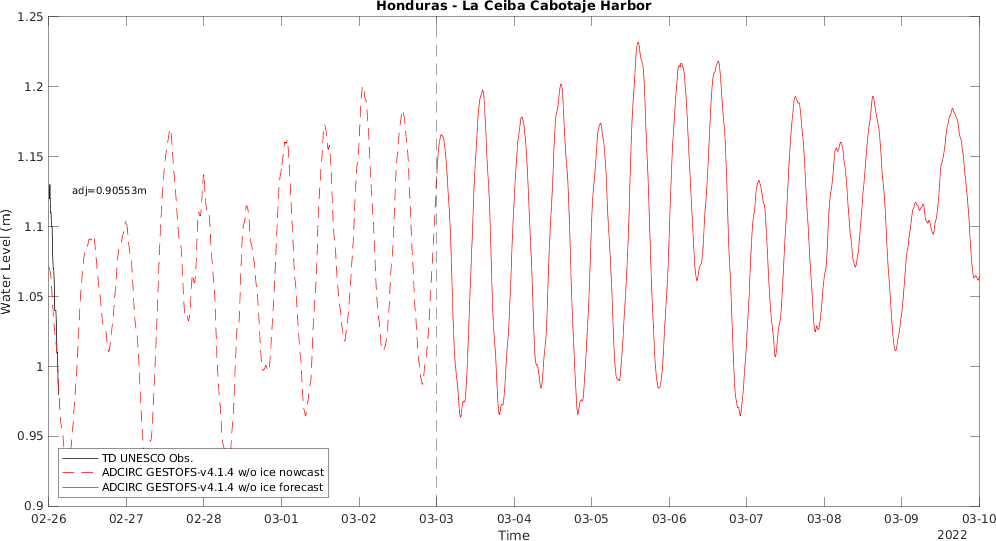 Honduras - La Ceiba Cabotaje Harbor
1.25
1.2
1.15
1.1
1.05
1
0.95
0.9
Water Level (m)
adj=0.90553m
TD UNESCO Obs.
ADCIRC GESTOFS-v4.1.4 w/o ice nowcast
ADCIRC GESTOFS-v4.1.4 w/o ice forecast
02-26 02-27 02-28 03-01 03-02 03-03 03-04 03-05 03-06 03-07 03-08 03-09 03-10
Time
2022